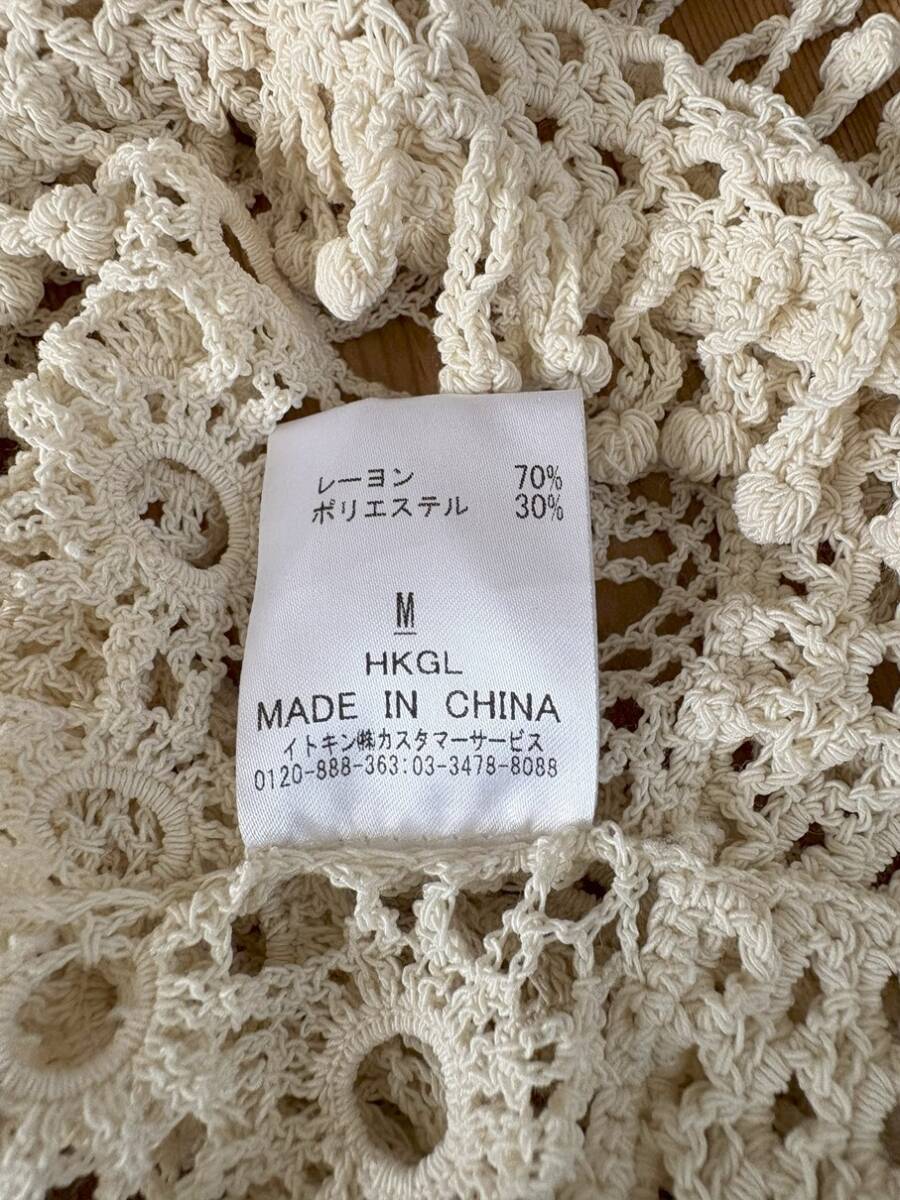 レーヨン 70%
ポリエステル 30%
M
HKGL
MADE IN CHINA
イトキン㈱カスタマーサービス
0120-888-363:03-3478-8088